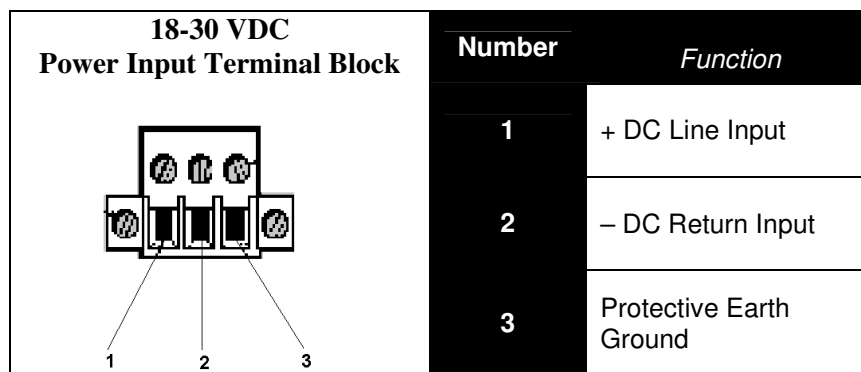 18-30 VDC
Power Input Terminal Block
1 2 3
Number Function
1 + DC Line Input
2 – DC Return Input
3 Protective Earth
Ground